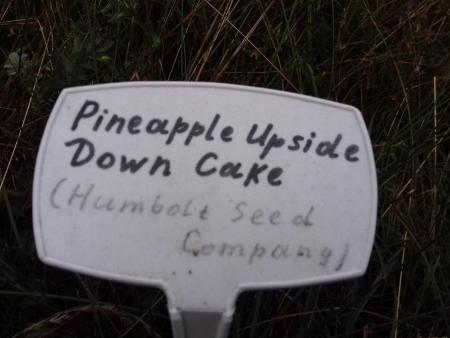 Pineapple Upside
Down Cake
(Humbolt Seed
Company)